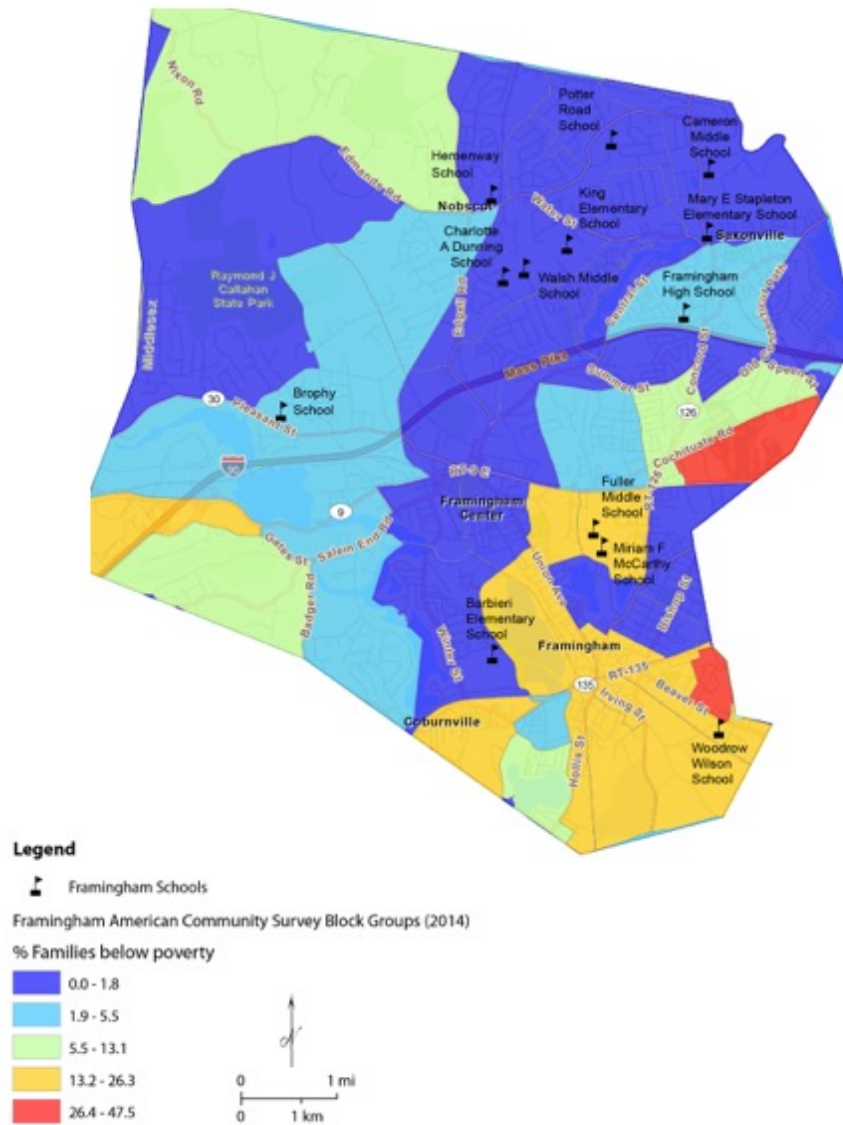 Nixon Rd
Potter
Road
School
Cameron
Middle
School
Hemenway
School
Edmands Rd
Nobscot
Water St
King
Elementary
School
Mary E Stapleton
Elementary School
Saxonville
Charlotte
A Dunning
School
Walsh Middle
School
Raymond J
Callahan
State Park
Central St
Framingham
High School
Middlesex
Edgell Rd
Mass Pike
Concord St
Speen St
Summer St
Brophy
School
30
Pleasant St
126
Cochituate Rd
90
RT-9 E
RT-126
Fuller
Middle
School
9
Framingham
Center
Gates St
Salem End Rd
Miriam F
McCarthy
School
Union Ave
Badger Rd
Winter St
Barbieri
Elementary
School
Bishop St
Framingham
RT-135
135
Beaver St
Irving St
Coburnville
Hollis St
Woodrow
Wilson
School
Legend
Framingham Schools
Framingham American Community Survey Block Groups (2014)
% Families below poverty
0.0 - 1.8
1.9 - 5.5
5.5 - 13.1
13.2 - 26.3
26.4 - 47.5
N
0 1 mi
0 1 km